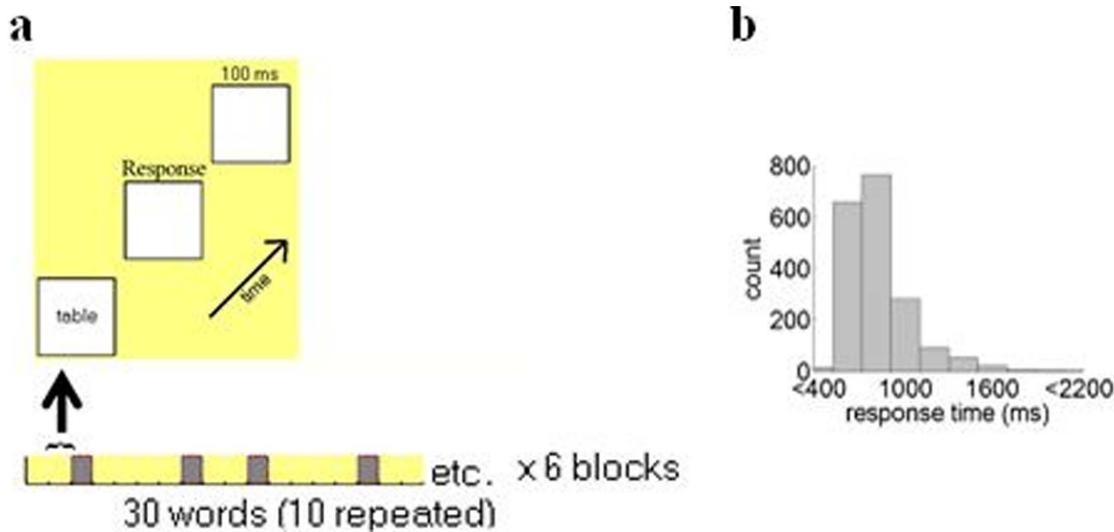 a
100 ms
Response
time
table
etc. x 6 blocks
30 words (10 repeated)
b
800
600
400
200
0
count
<400 1000 1600 <2200
response time (ms)